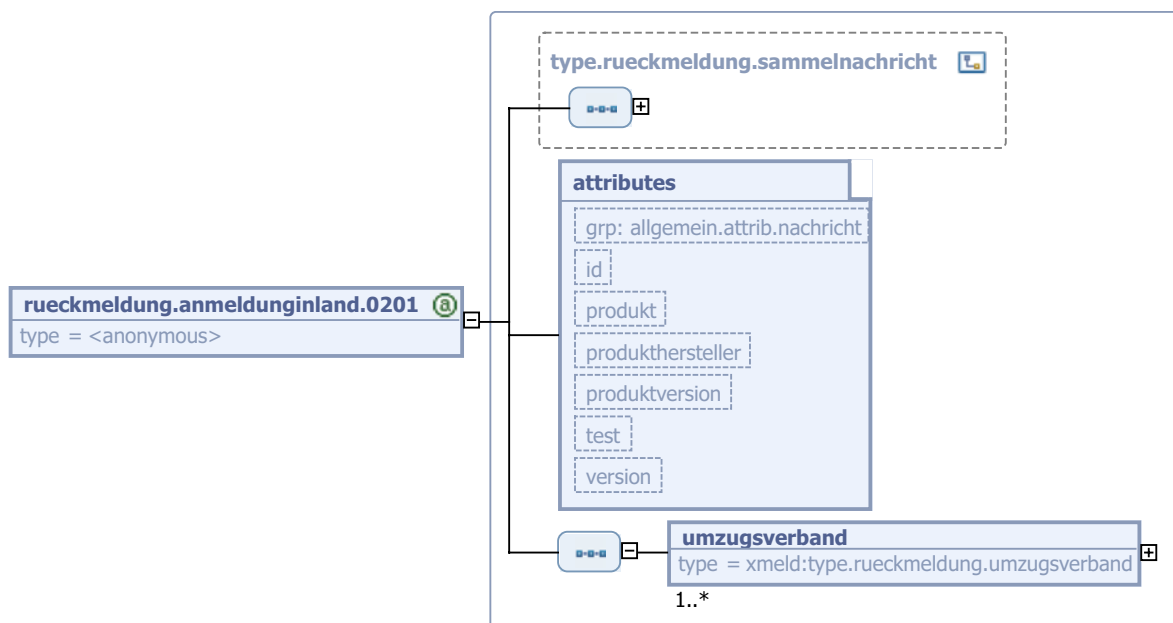 type.rueckmeldung.sammelnachricht
attributes
grp: allgemein.attrib.nachricht
id
produkt
produkthersteller
produktversion
test
version
rueckmeldung.anmeldunginland.0201 a
type = <anonymous>
umzugsverband
type = xmeld:type.rueckmeldung.umzugsverband
1..*